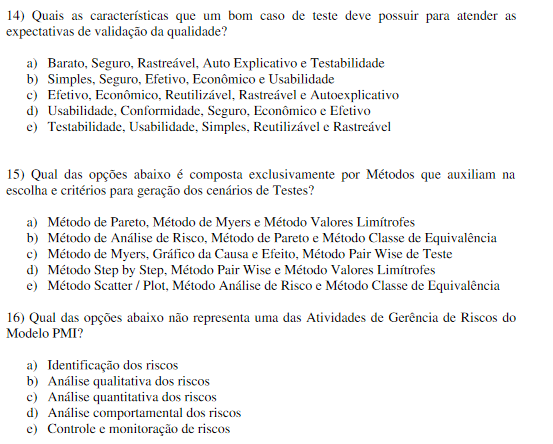 14) Quais as características que um bom caso de teste deve possuir para atender as
expectativas de validação da qualidade?
a) Barato, Seguro, Rastreável, Auto Explicativo e Testabilidade
b) Simples, Seguro, Efetivo, Econômico e Usabilidade
c) Efetivo, Econômico, Reutilizável, Rastreável e Autoexplicativo
d) Usabilidade, Conformidade, Seguro, Econômico e Efetivo
e) Testabilidade, Usabilidade, Simples, Reutilizável e Rastreável
15) Qual das opções abaixo é composta exclusivamente por Métodos que auxiliam na
escolha e critérios para geração dos cenários de Testes?
a) Método de Pareto, Método de Myers e Método Valores Limítrofes
b) Método de Análise de Risco, Método de Pareto e Método Classe de Equivalência
c) Método de Myers, Gráfico da Causa e Efeito, Método Pair Wise de Teste
d) Método Step by Step, Método Pair Wise e Método Valores Limítrofes
e) Método Scatter / Plot, Método Análise de Risco e Método Classe de Equivalência
16) Qual das opções abaixo não representa uma das Atividades de Gerência de Riscos do
Modelo PMI?
a) Identificação dos riscos
b) Análise qualitativa dos riscos
c) Análise quantitativa dos riscos
d) Análise comportamental dos riscos
e) Controle e monitoração de riscos